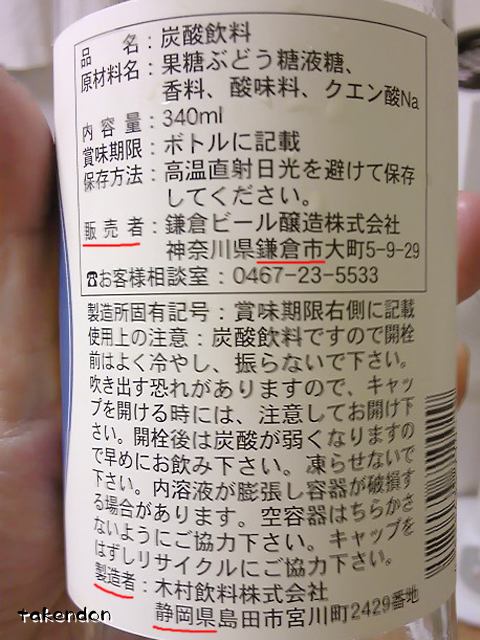 品 名：炭酸飲料
原材料名：果糖ぶどう糖液糖、
香料、酸味料、クエン酸Na
内容量：340ml
賞味期限：ボトルに記載
保存方法：高温直射日光を避けて保存
してください。
販売者：鎌倉ビール醸造株式会社
神奈川県鎌倉市大町5-9-29
☎お客様相談室：0467-23-5533
製造所固有記号：賞味期限右側に記載
使用上の注意：炭酸飲料ですので開栓
前はよく冷やし、振らないで下さい。
吹き出す恐れがありますので、キャッ
プを開ける時には、注意してお開け下
さい。開栓後は炭酸が弱くなりますの
で早めにお飲み下さい。凍らせないで
下さい。内溶液が膨張し容器が破損す
る場合があります。空容器はちらかさ
ないようにご協力下さい。キャップを
はずしリサイクルにご協力下さい。
製造者：木村飲料株式会社
静岡県島田市宮川町2429番地
takendon